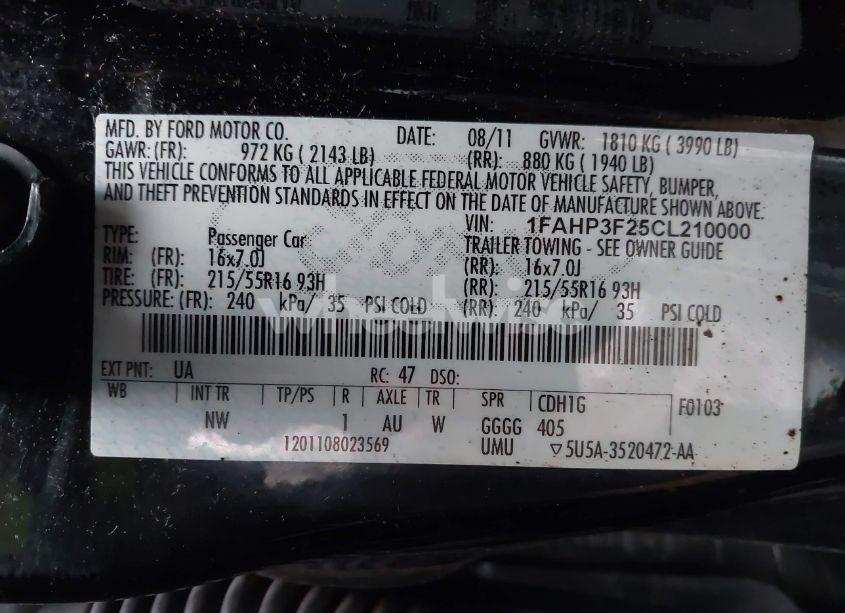 MFD. BY FORD MOTOR CO. DATE: 08/11 GVWR: 1810 KG ( 3990 LB)
GAWR: (FR): 972 KG ( 2143 LB) (RR): 880 KG ( 1940 LB)
THIS VEHICLE CONFORMS TO ALL APPLICABLE FEDERAL MOTOR VEHICLE SAFETY, BUMPER,
AND THEFT PREVENTION STANDARDS IN EFFECT ON THE DATE OF MANUFACTURE SHOWN ABOVE.
VIN: 1FAHP3F25CL210000
TYPE: Passenger Car TRAILER TOWING - SEE OWNER GUIDE
RIM: (FR): 16x7.0J (RR): 16x7.0J
TIRE: (FR): 215/55R16 93H (RR): 215/55R16 93H
PRESSURE: (FR): 240 kPa/ 35 PSI COLD (RR): 240 kPa/ 35 PSI COLD
wheelwise
EXT PNT: UA RC: 47 DSO:
WB INT TR TP/PS R AXLE TR SPR CDH1G F0103
NW 1 AU W GGGG 405
1201108023569 UMU ▽5U5A-3520472-AA